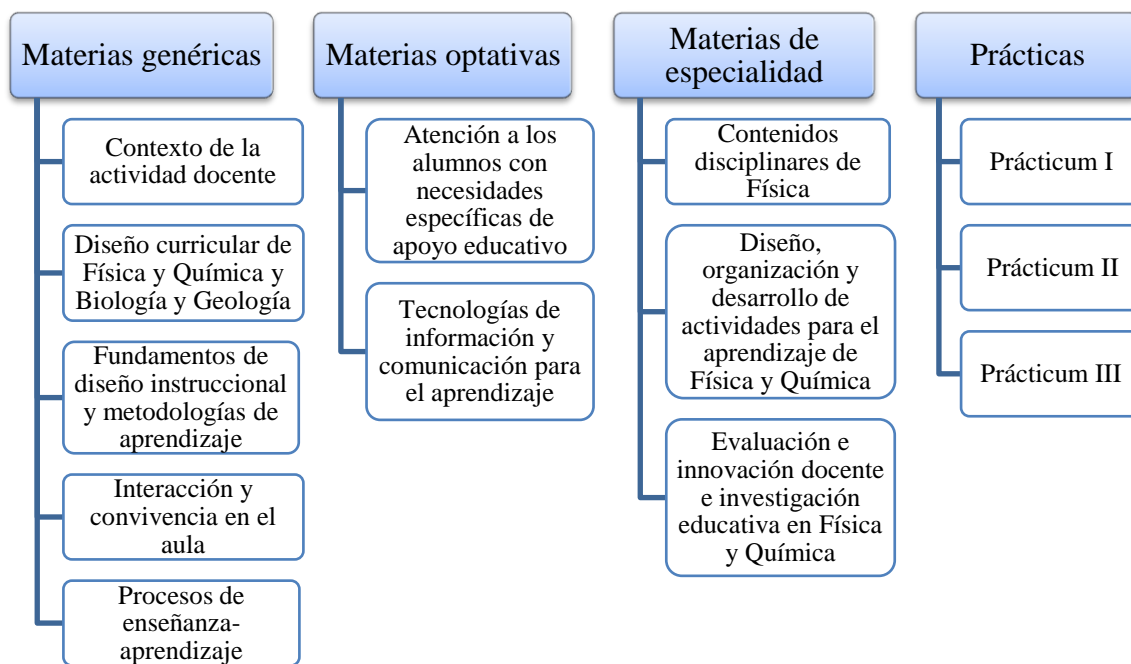 Materias genéricas
Contexto de la
actividad docente
Diseño curricular de
Física y Química y
Biología y Geología
Fundamentos de
diseño instruccional
y metodologías de
aprendizaje
Interacción y
convivencia en el
aula
Procesos de
enseñanza-
aprendizaje
Materias optativas
Atención a los
alumnos con
necesidades
específicas de
apoyo educativo
Tecnologías de
información y
comunicación para
el aprendizaje
Materias de
especialidad
Contenidos
disciplinares de
Física
Diseño,
organización y
desarrollo de
actividades para el
aprendizaje de
Física y Química
Evaluación e
innovación docente
e investigación
educativa en Física
y Química
Prácticas
Prácticum I
Prácticum II
Prácticum III